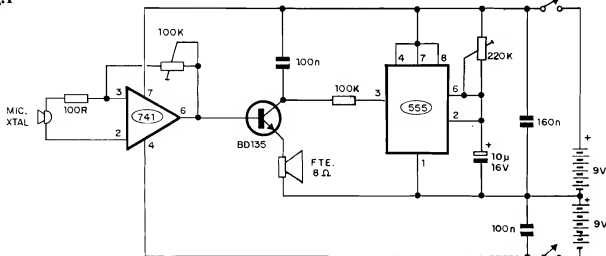 100K
MIC.
XTAL
100R
3
2
7
741
6
4
BD135
100n
100K
FTE.
8 Ω
3
4
7
8
555
6
2
1
220K
+
10μ
16V
160n
100n
+
9V
+
9V